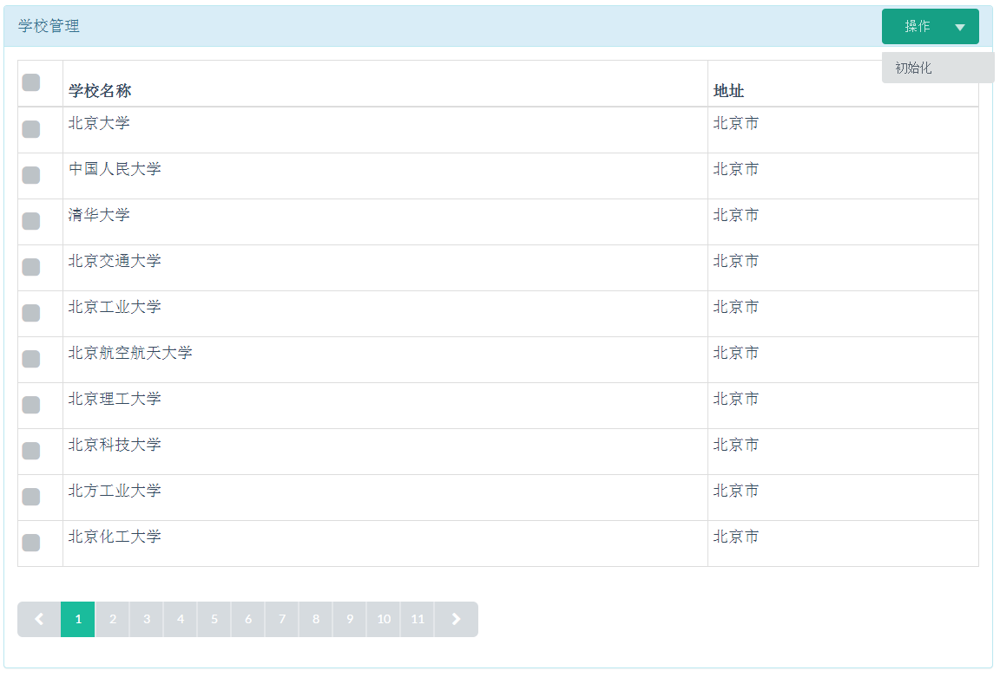 学校管理
操作
初始化
学校名称 地址
北京大学 北京市
中国人民大学 北京市
清华大学 北京市
北京交通大学 北京市
北京工业大学 北京市
北京航空航天大学 北京市
北京理工大学 北京市
北京科技大学 北京市
北方工业大学 北京市
北京化工大学 北京市
1 2 3 4 5 6 7 8 9 10 11